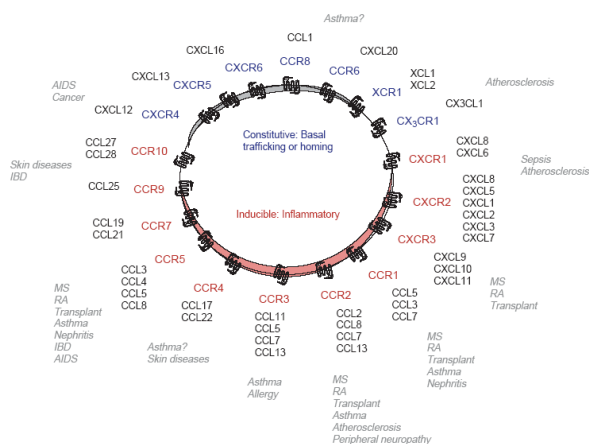 Asthma?
CCL1
CXCL16
CXCL20
CXCR6
CCR8
CCR6
CXCL13
CXCR5
XCR1
XCL1
XCL2
AIDS
Cancer
Atherosclerosis
CXCL12
CXCR4
CX3CL1
CX₃CR1
Constitutive: Basal
trafficking or homing
CCL27
CCL28
CCR10
CXCR1
CXCL8
CXCL6
Skin diseases
IBD
Sepsis
Atherosclerosis
CCL25
CCR9
CXCR2
CXCL8
CXCL5
CXCL1
CXCL2
CXCL3
CXCL7
Inducible: Inflammatory
CCL19
CCL21
CCR7
CXCR3
CXCL9
CXCL10
CXCL11
CCR5
CCL3
CCL4
CCL5
CCL8
CCR4
CCL17
CCL22
CCR3
CCL11
CCL5
CCL7
CCL13
CCR2
CCL2
CCL8
CCL7
CCL13
CCR1
CCL5
CCL3
CCL7
MS
RA
Transplant
MS
RA
Transplant
Asthma
Nephritis
IBD
AIDS
Asthma?
Skin diseases
Asthma
Allergy
MS
RA
Transplant
Asthma
Atherosclerosis
Peripheral neuropathy
MS
RA
Transplant
Asthma
Nephritis